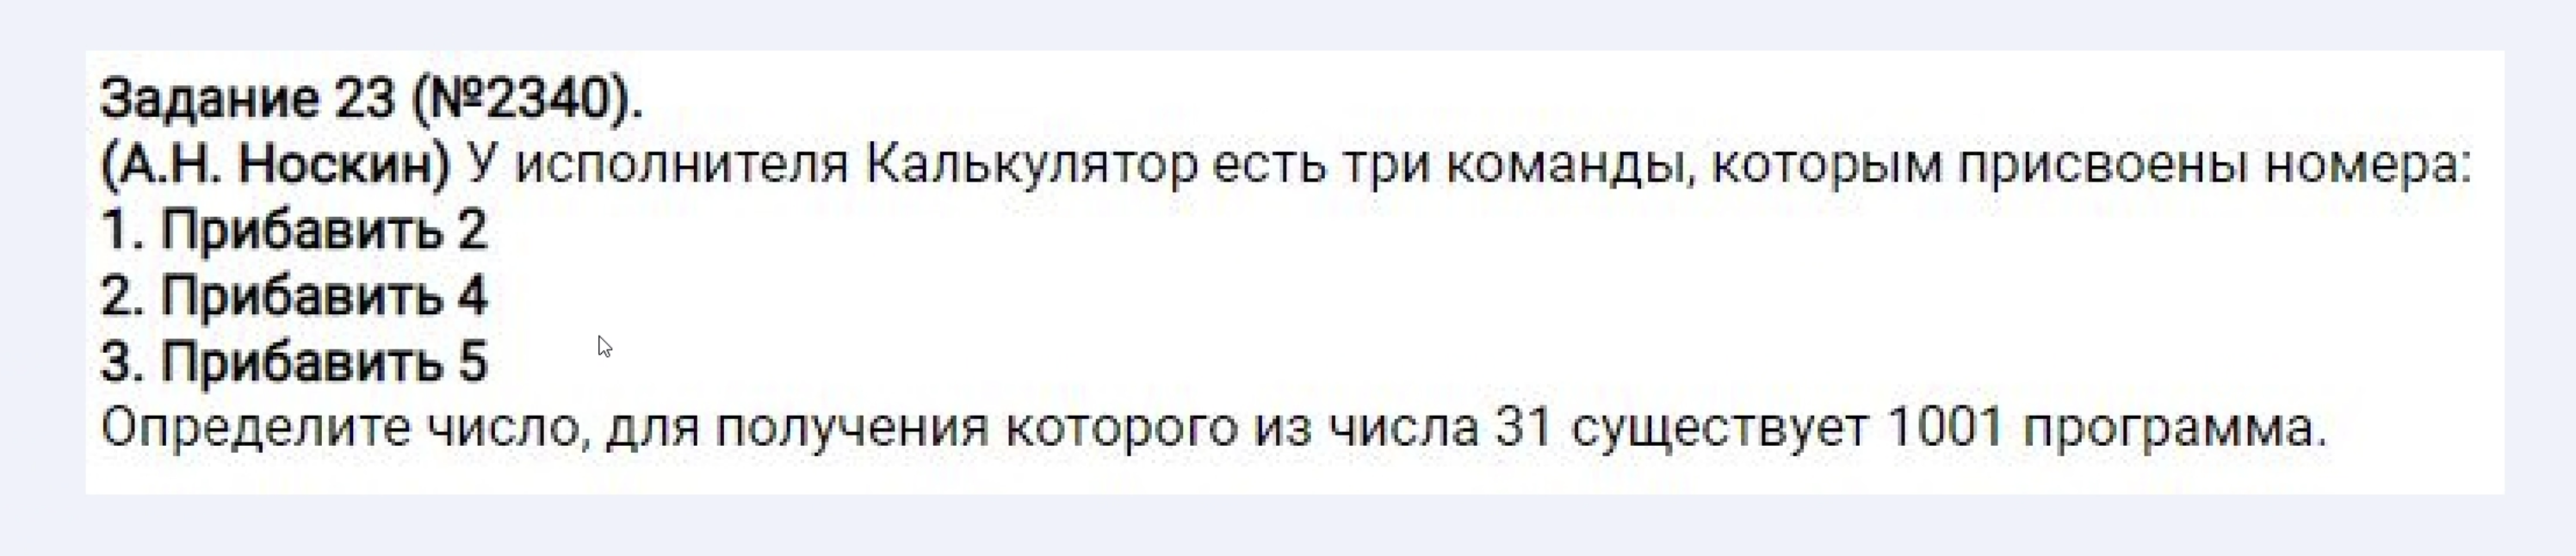 Задание 23 (№2340).
(А.Н. Носкин) У исполнителя Калькулятор есть три команды, которым присвоены номера:
1. Прибавить 2
2. Прибавить 4
3. Прибавить 5
Определите число, для получения которого из числа 31 существует 1001 программа.